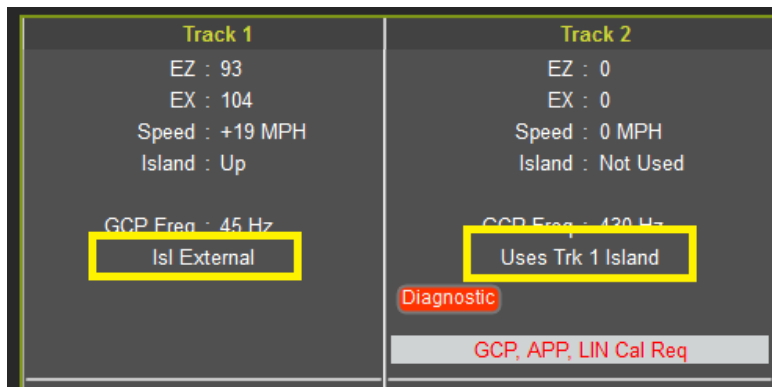 Track 1
EZ : 93
EX : 104
Speed : +19 MPH
Island : Up
GCP Freq : 45 Hz
Isl External
Track 2
EZ : 0
EX : 0
Speed : 0 MPH
Island : Not Used
GCP Freq : 430 Hz
Uses Trk 1 Island
Diagnostic
GCP, APP, LIN Cal Req